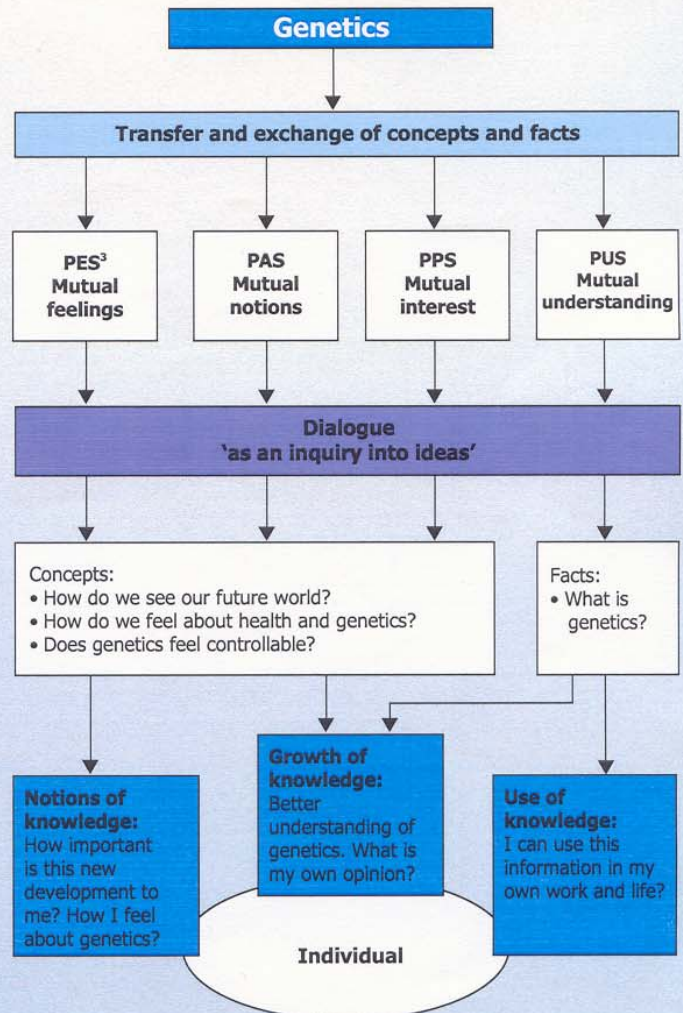 Genetics
Transfer and exchange of concepts and facts
PES³
Mutual
feelings
PAS
Mutual
notions
PPS
Mutual
interest
PUS
Mutual
understanding
Dialogue
'as an inquiry into ideas'
Concepts:
• How do we see our future world?
• How do we feel about health and genetics?
• Does genetics feel controllable?
Facts:
• What is
genetics?
Notions of
knowledge:
How important
is this new
development to
me? How I feel
about genetics?
Growth of
knowledge:
Better
understanding of
genetics. What is
my own opinion?
Use of
knowledge:
I can use this
information in my
own work and life?
Individual